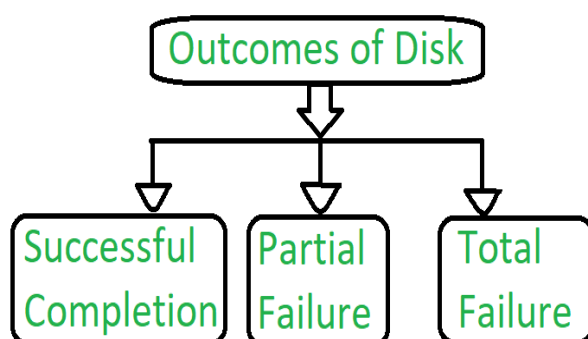 Outcomes of Disk
Successful
Completion
Partial
Failure
Total
Failure